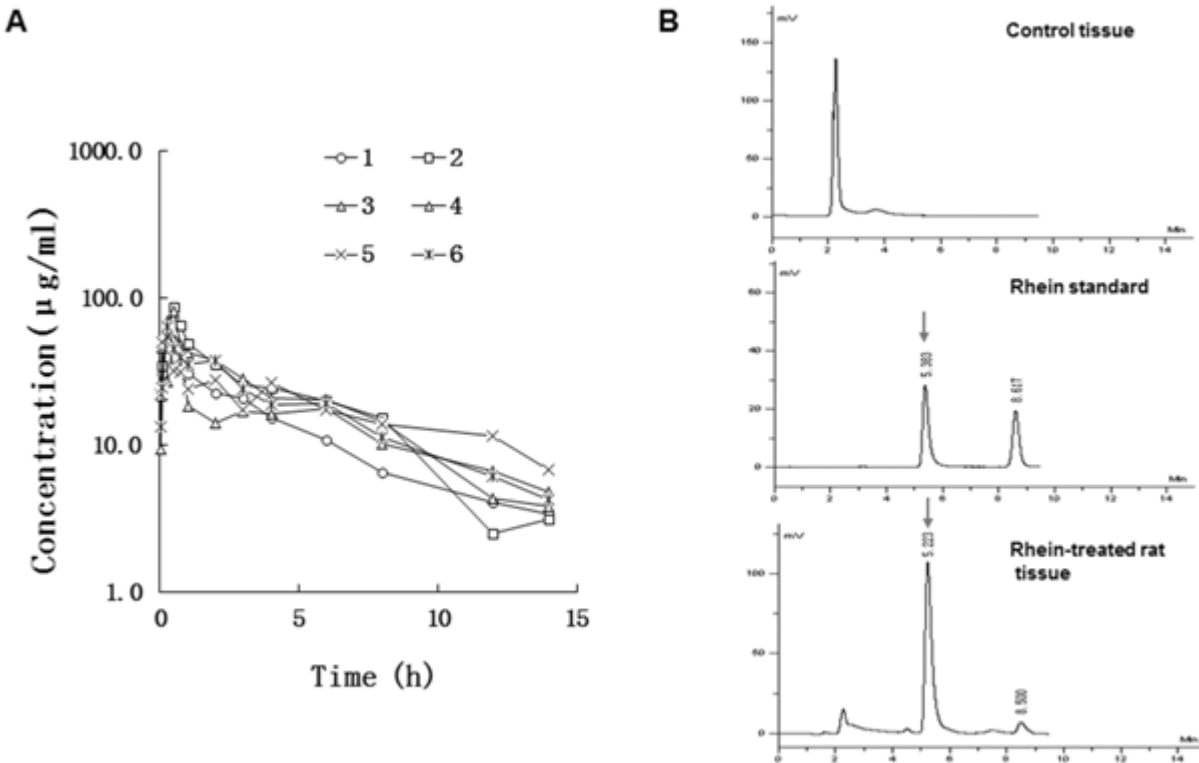 A
1000.0
100.0
10.0
1.0
Concentration(μg/ml)
0 5 10 15
Time (h)
1 2
3 4
5 6
B
Control tissue
mV
150
100
50
0
0 2 4 6 8 10 12 14
Min
Rhein standard
mV
60
40
20
0
5.383
8.617
0 2 4 6 8 10 12 14
Min
Rhein-treated rat
tissue
mV
100
50
0
5.223
8.500
0 2 4 6 8 10 12 14
Min